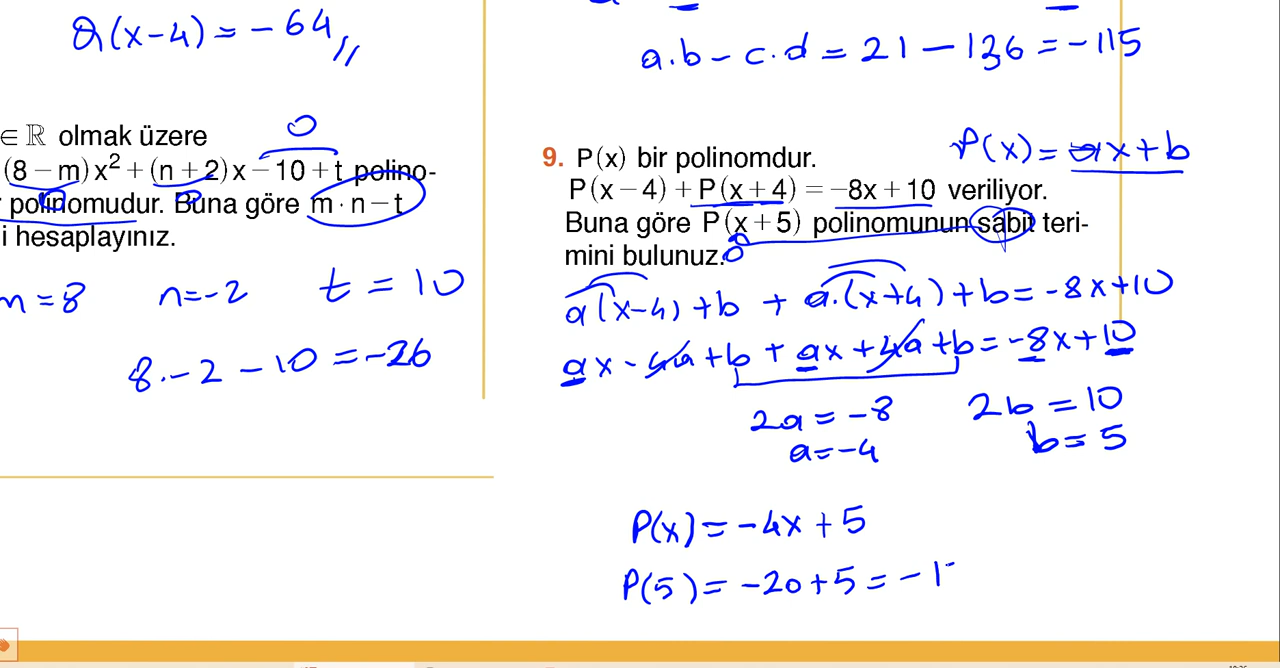 Q(x-4) = -64 //
a.b - c.d = 21 - 136 = -115
∈ ℝ olmak üzere
0
(8 - m)x² + (n + 2)x - 10 + t polino-
polinomudur. Buna göre m · n - t
i hesaplayınız.
m = 8 n = -2 t = 10
8.-2 - 10 = -26
9. P(x) bir polinomdur.
P(x) = ax + b
P(x - 4) + P(x + 4) = -8x + 10 veriliyor.
Buna göre P(x + 5) polinomunun sabit teri-
mini bulunuz.
0
a(x-4) + b + a.(x+4) + b = -8x + 10
ax - 4a + b + ax + 4a + b = -8x + 10
2a = -8 2b = 10
a = -4 b = 5
P(x) = -4x + 5
P(5) = -20 + 5 = -1